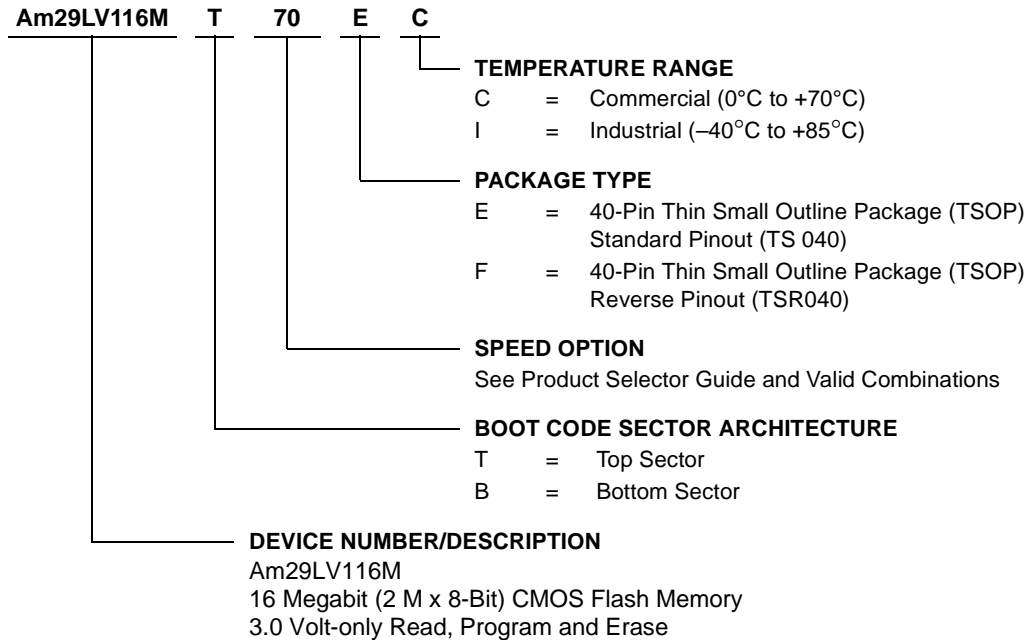 Am29LV116M T 70 E C
TEMPERATURE RANGE
C = Commercial (0°C to +70°C)
I = Industrial (–40°C to +85°C)
PACKAGE TYPE
E = 40-Pin Thin Small Outline Package (TSOP)
Standard Pinout (TS 040)
F = 40-Pin Thin Small Outline Package (TSOP)
Reverse Pinout (TSR040)
SPEED OPTION
See Product Selector Guide and Valid Combinations
BOOT CODE SECTOR ARCHITECTURE
T = Top Sector
B = Bottom Sector
DEVICE NUMBER/DESCRIPTION
Am29LV116M
16 Megabit (2 M x 8-Bit) CMOS Flash Memory
3.0 Volt-only Read, Program and Erase